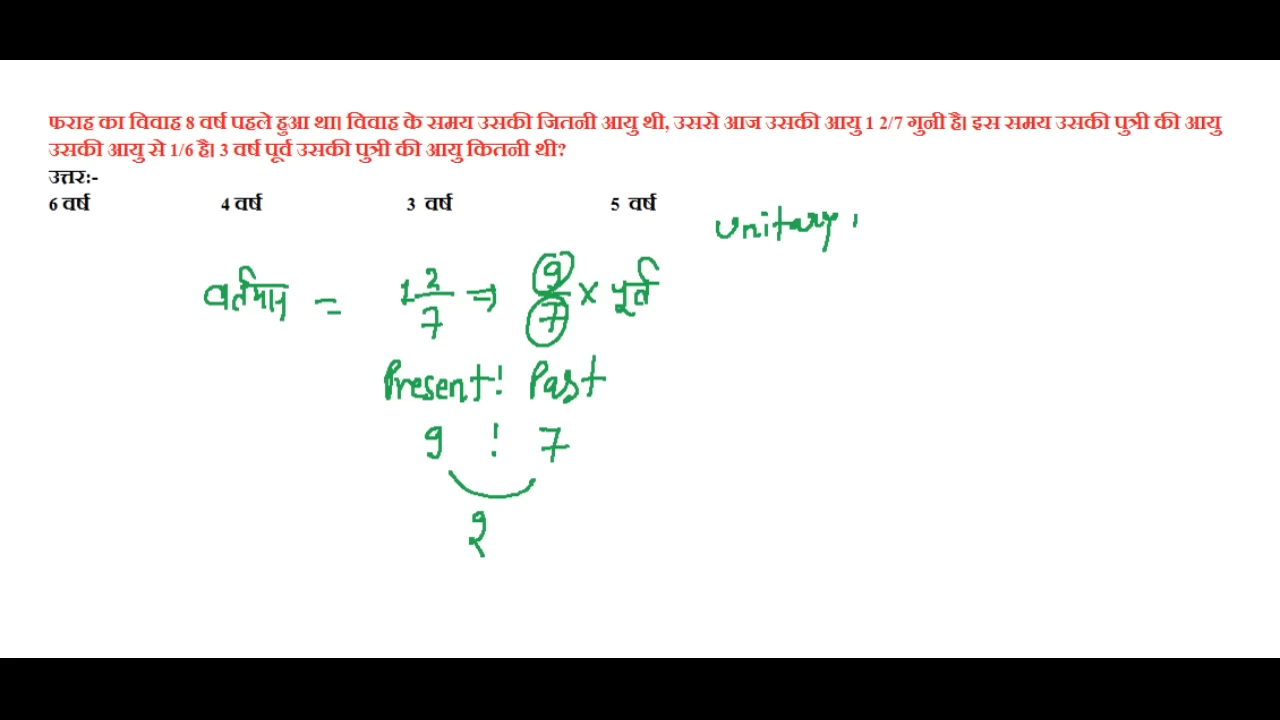 फराह का विवाह 8 वर्ष पहले हुआ था। विवाह के समय उसकी जितनी आयु थी, उससे आज उसकी आयु 1 2/7 गुनी है। इस समय उसकी पुत्री की आयु
उसकी आयु से 1/6 है। 3 वर्ष पूर्व उसकी पुत्री की आयु कितनी थी?
उत्तर:-
6 वर्ष 4 वर्ष 3 वर्ष 5 वर्ष
unitary
वर्तमान = 1 2/7 => 9/7 x पूर्व
Present : Past
9 : 7
2